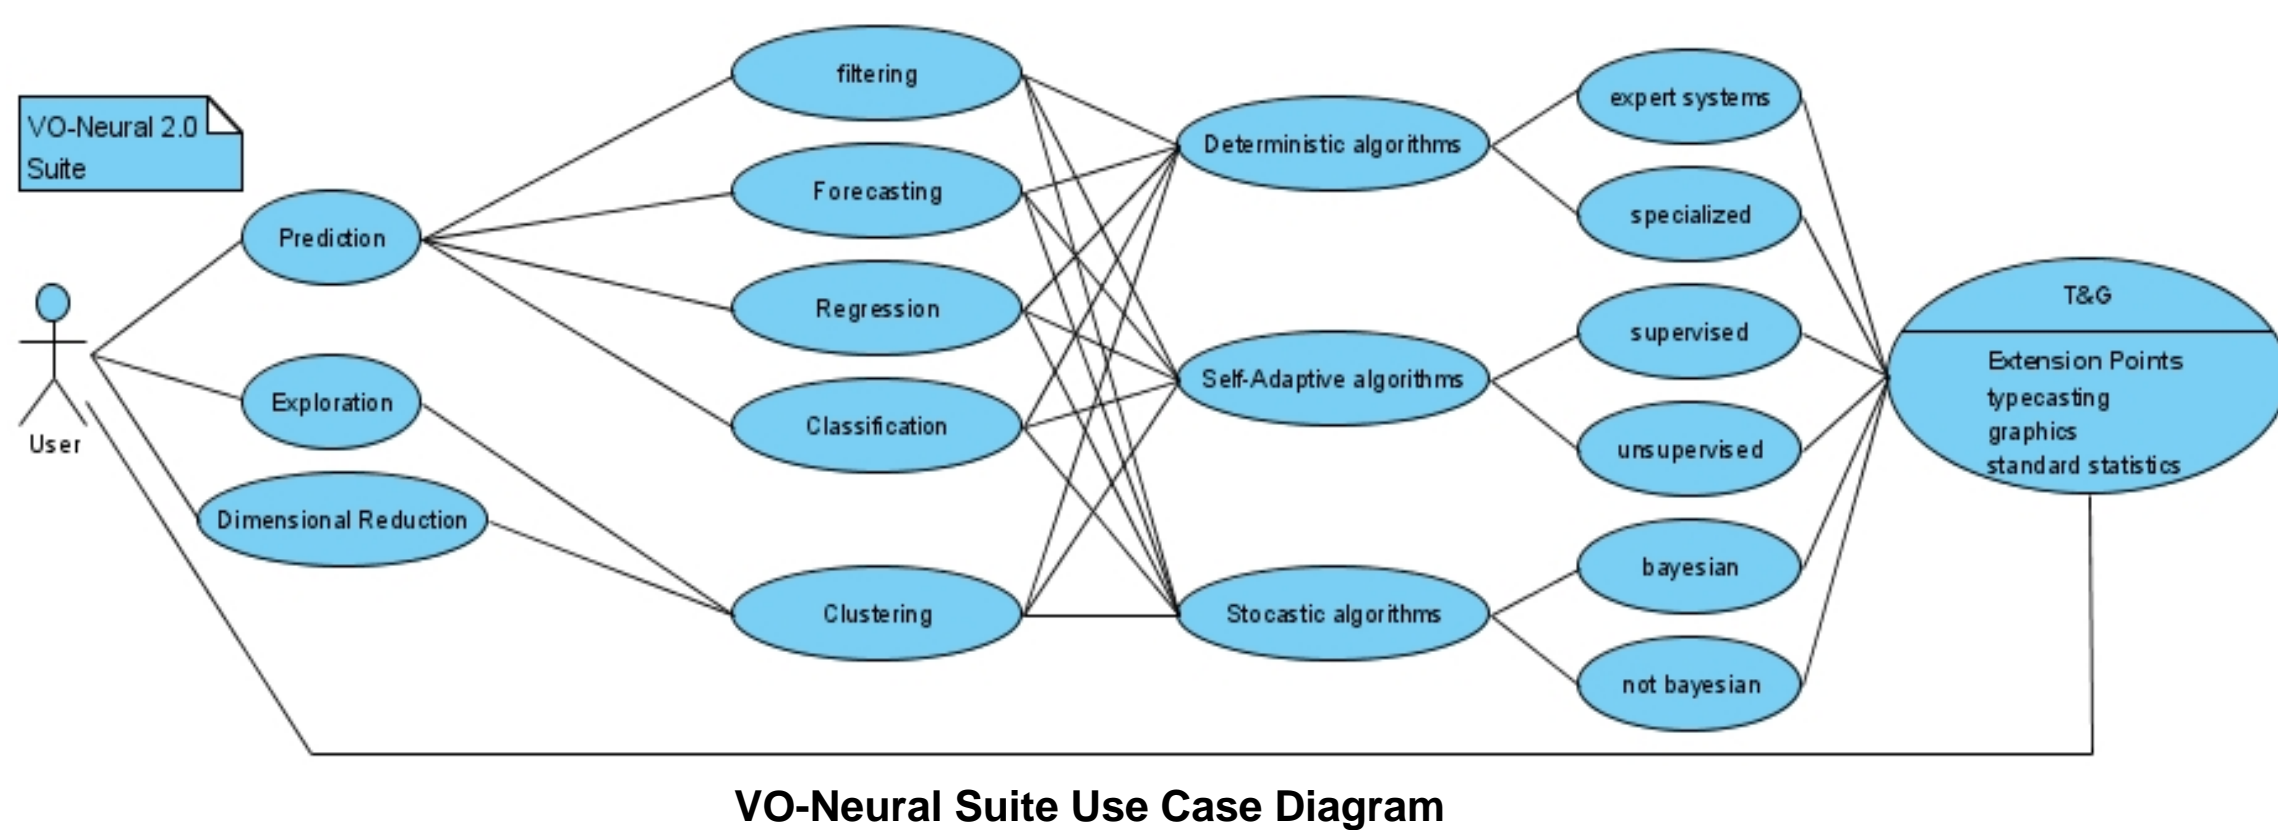 VO-Neural 2.0
Suite
User
Prediction
Exploration
Dimensional Reduction
filtering
Forecasting
Regression
Classification
Clustering
Deterministic algorithms
Self-Adaptive algorithms
Stocastic algorithms
expert systems
specialized
supervised
unsupervised
bayesian
not bayesian
T&G
Extension Points
typecasting
graphics
standard statistics
VO-Neural Suite Use Case Diagram